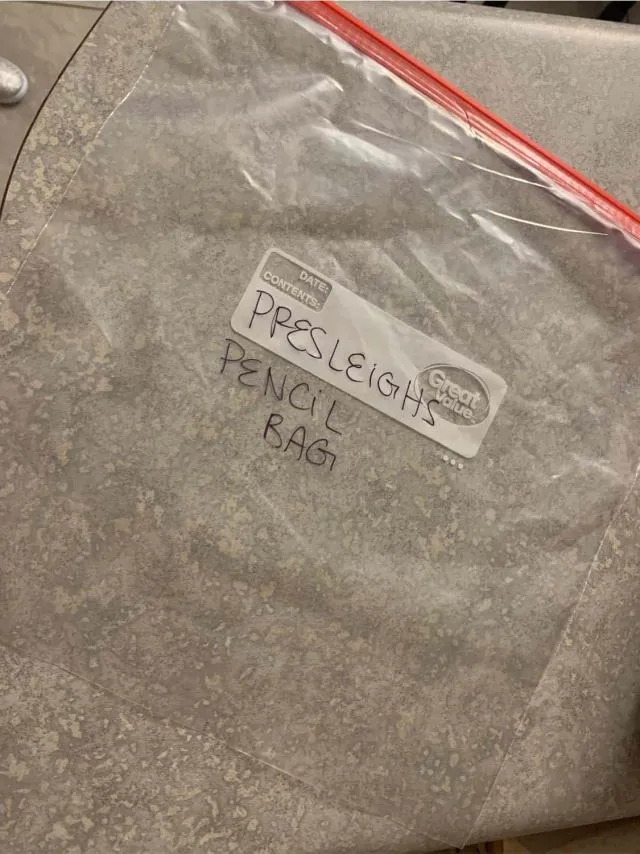 DATE:
CONTENTS:
PRESLEIGHS
Great Value
PENCiL
BAG